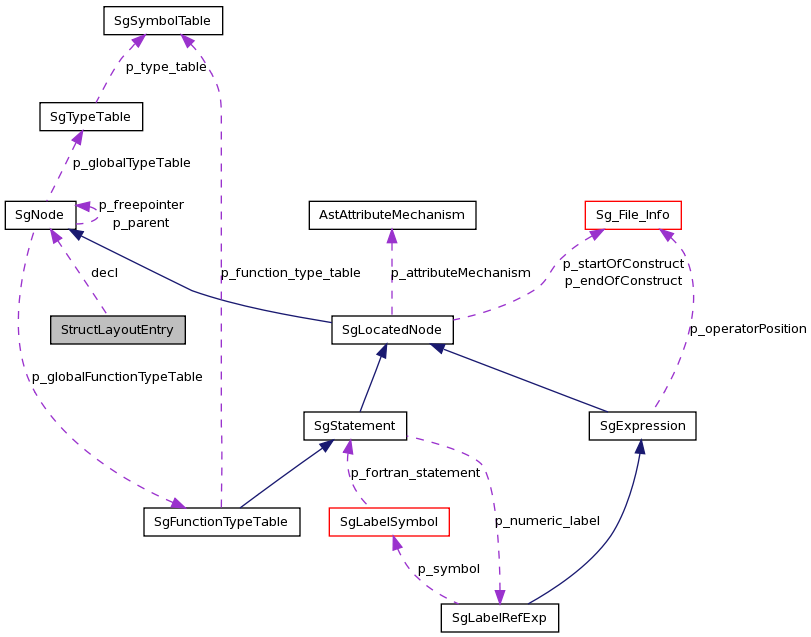 SgSymbolTable
p_type_table
SgTypeTable
p_globalTypeTable
SgNode
p_freepointer
p_parent
AstAttributeMechanism
Sg_File_Info
decl
p_function_type_table
p_attributeMechanism
p_startOfConstruct
p_endOfConstruct
StructLayoutEntry
SgLocatedNode
p_operatorPosition
p_globalFunctionTypeTable
SgStatement
SgExpression
p_fortran_statement
SgFunctionTypeTable
SgLabelSymbol
p_numeric_label
p_symbol
SgLabelRefExp